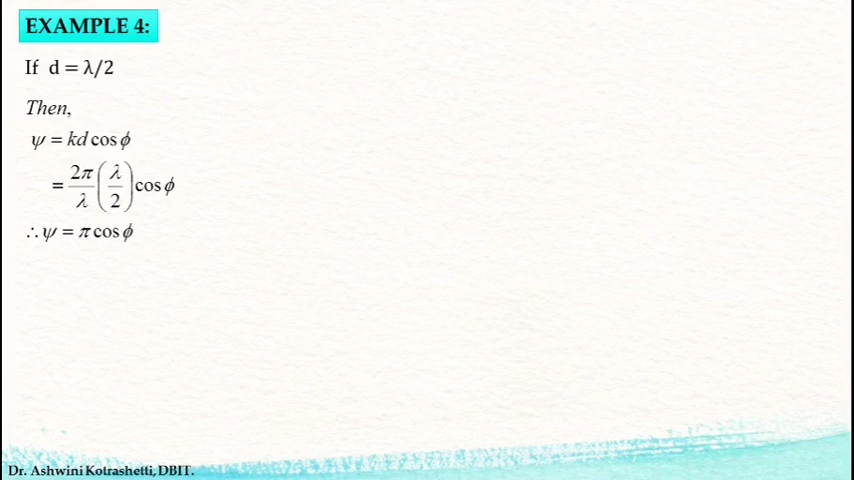 EXAMPLE 4:
If d = λ/2
Then,
ψ = kd cos ϕ
= 2π/λ (λ/2) cos ϕ
∴ ψ = π cos ϕ
Dr. Ashwini Kotrashetti, DBIT.